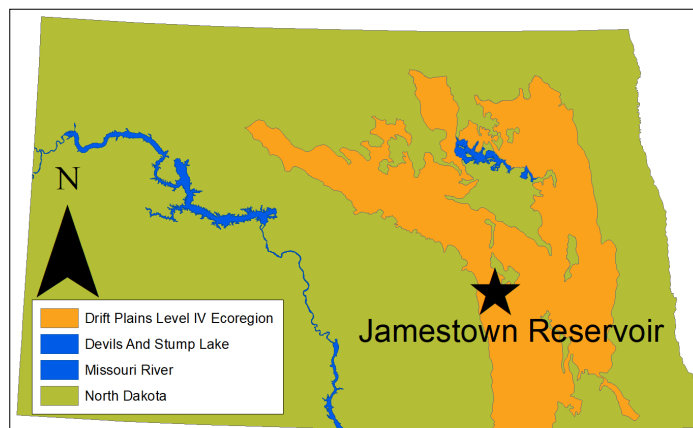 N
Jamestown Reservoir
Drift Plains Level IV Ecoregion
Devils And Stump Lake
Missouri River
North Dakota